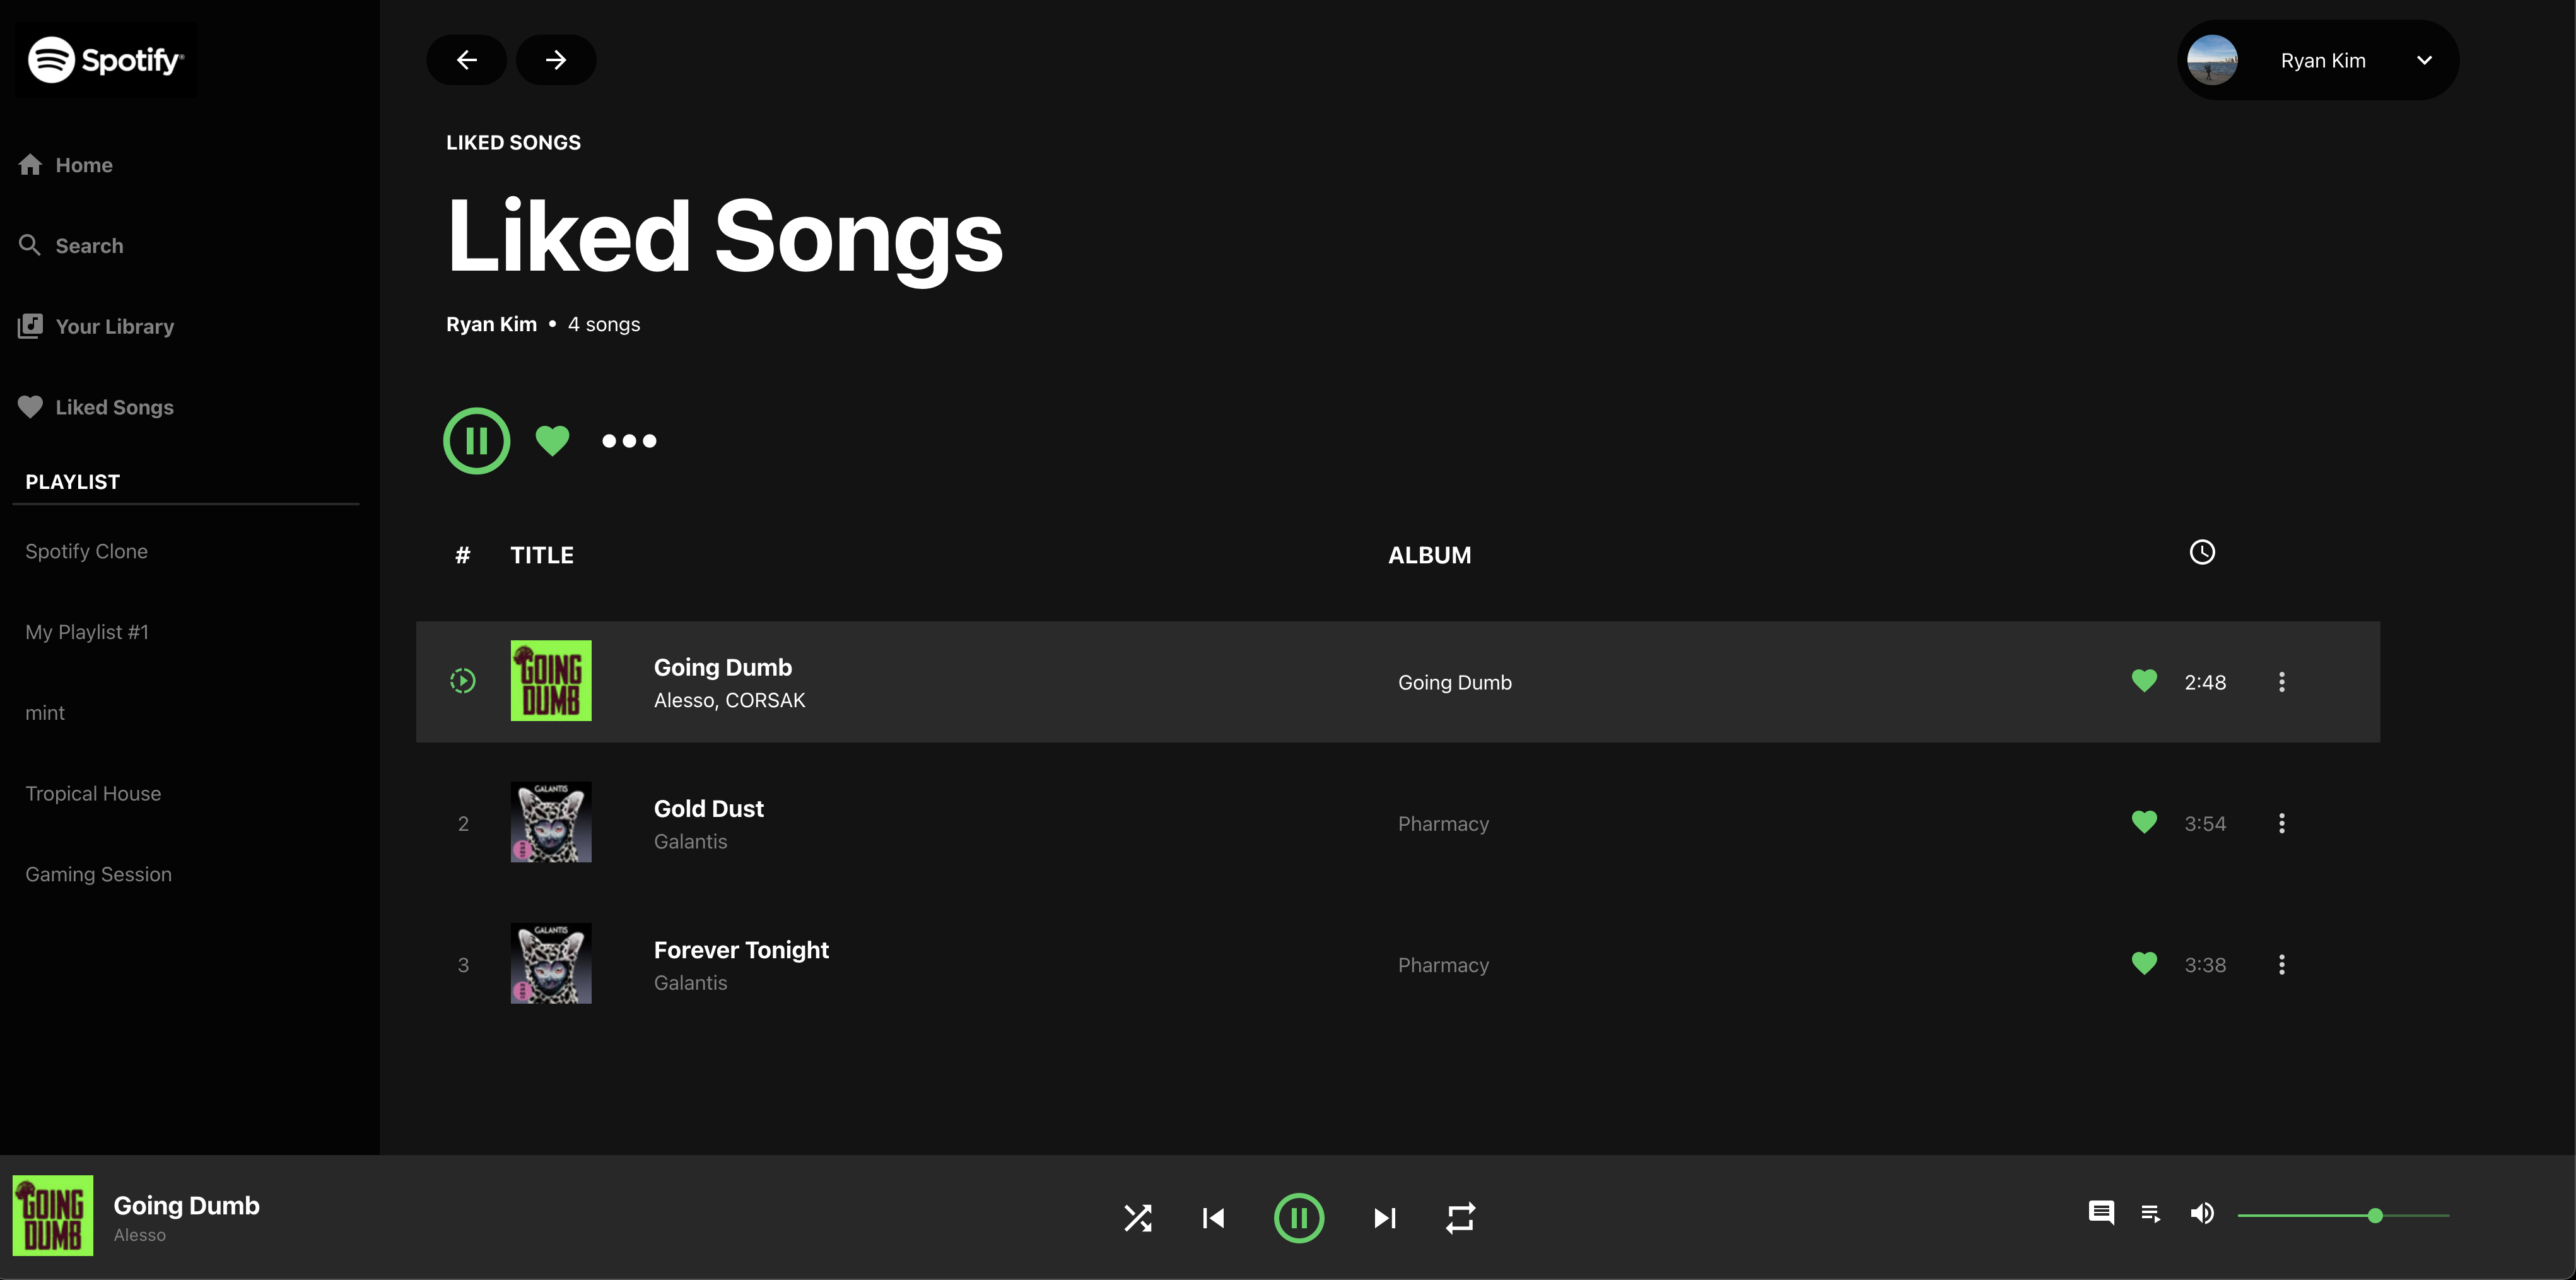 Spotify
Ryan Kim
Home
Search
Your Library
Liked Songs
PLAYLIST
Spotify Clone
My Playlist #1
mint
Tropical House
Gaming Session
LIKED SONGS
Liked Songs
Ryan Kim • 4 songs
# TITLE ALBUM
GOING DUMB
Going Dumb
Alesso, CORSAK
Going Dumb
2:48
2
GALANTIS
Gold Dust
Galantis
Pharmacy
3:54
3
GALANTIS
Forever Tonight
Galantis
Pharmacy
3:38
GOING DUMB
Going Dumb
Alesso